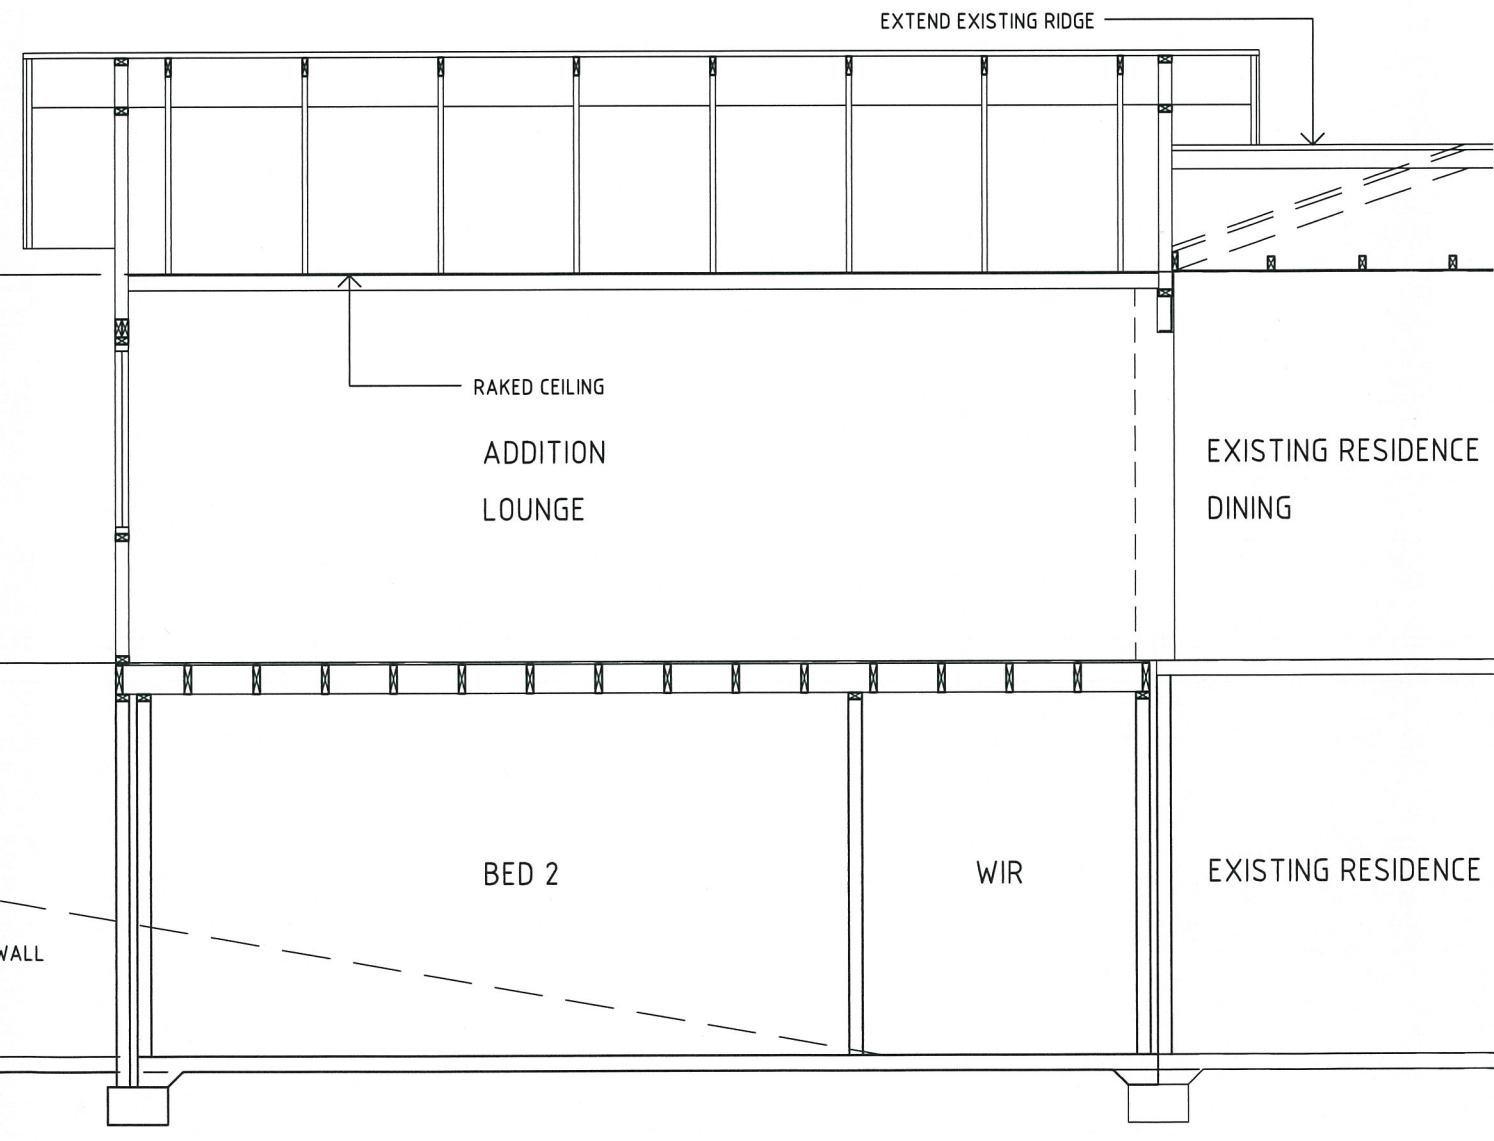 EXTEND EXISTING RIDGE
RAKED CEILING
ADDITION
LOUNGE
EXISTING RESIDENCE
DINING
BED 2
WIR
EXISTING RESIDENCE
WALL